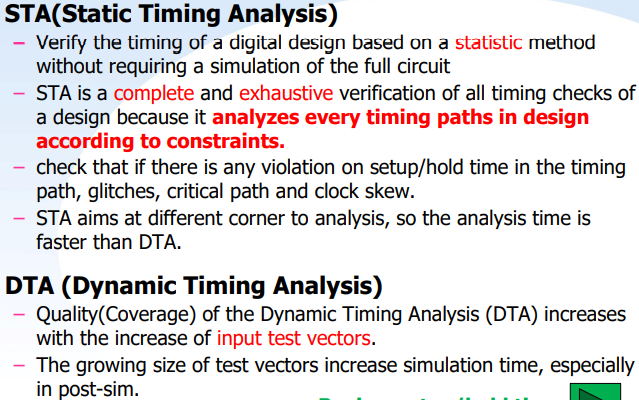 STA(Static Timing Analysis)
– Verify the timing of a digital design based on a statistic method
without requiring a simulation of the full circuit
– STA is a complete and exhaustive verification of all timing checks of
a design because it analyzes every timing paths in design
according to constraints.
– check that if there is any violation on setup/hold time in the timing
path, glitches, critical path and clock skew.
– STA aims at different corner to analysis, so the analysis time is
faster than DTA.
DTA (Dynamic Timing Analysis)
– Quality(Coverage) of the Dynamic Timing Analysis (DTA) increases
with the increase of input test vectors.
– The growing size of test vectors increase simulation time, especially
in post-sim.